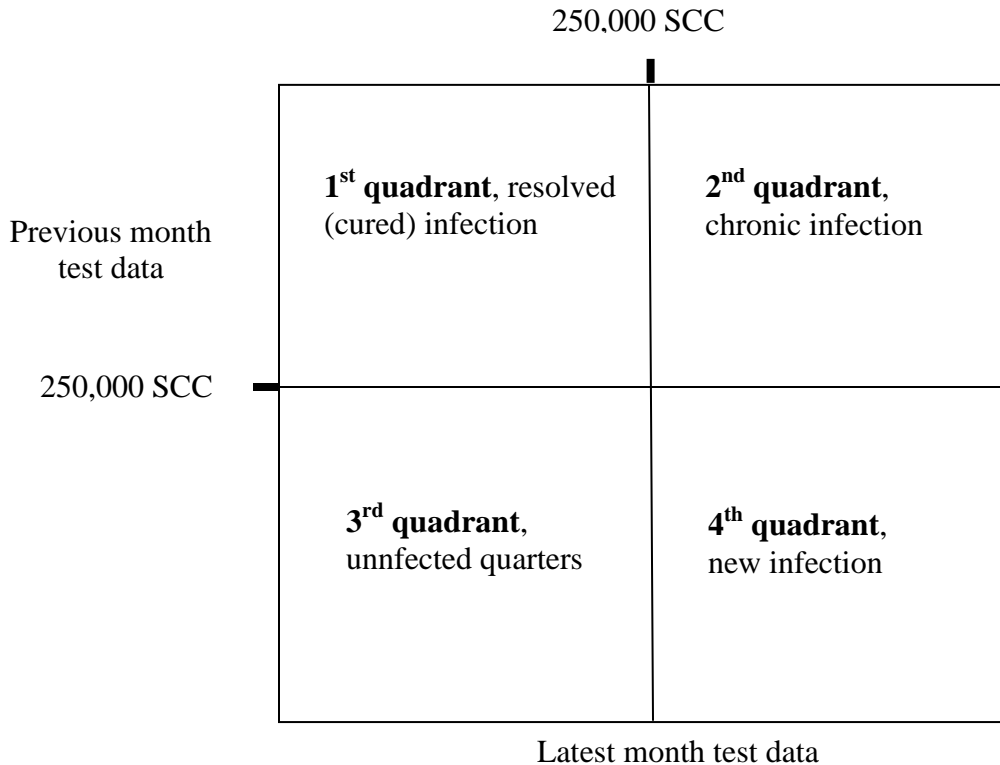 250,000 SCC
1st quadrant, resolved
(cured) infection
2nd quadrant,
chronic infection
Previous month
test data
250,000 SCC
3rd quadrant,
unnfected quarters
4th quadrant,
new infection
Latest month test data